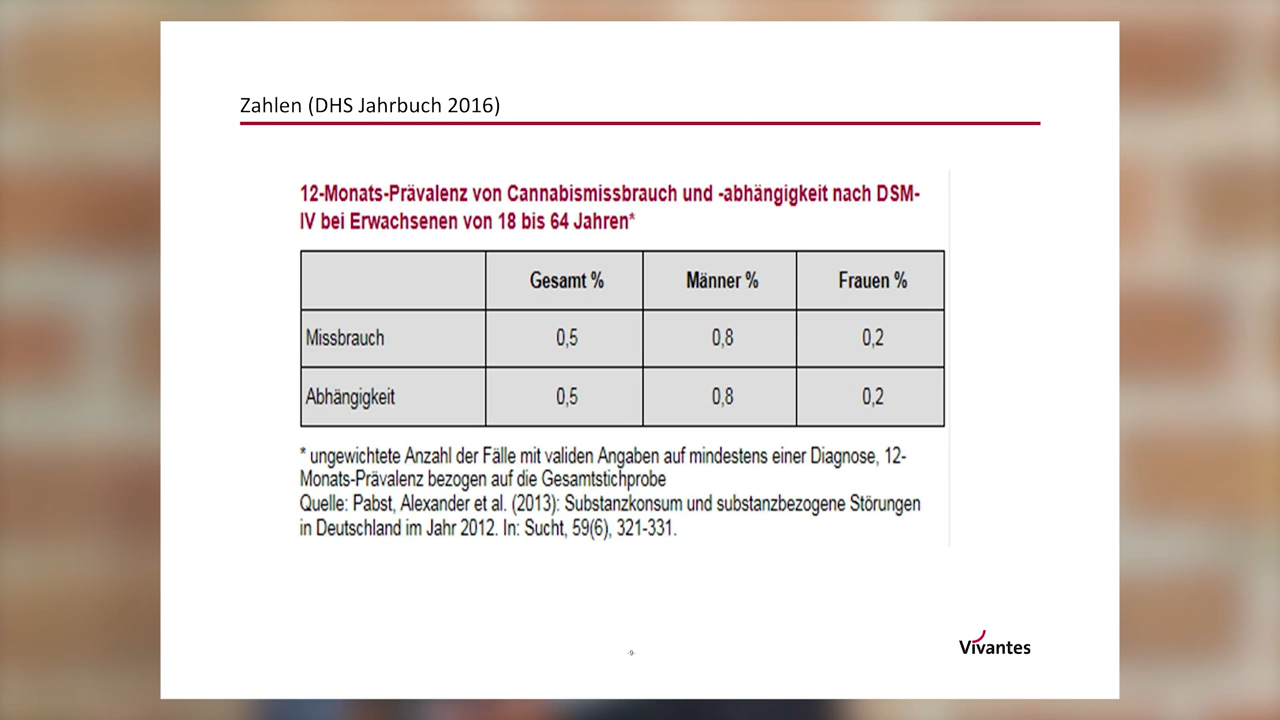 Zahlen (DHS Jahrbuch 2016)
12-Monats-Prävalenz von Cannabismissbrauch und -abhängigkeit nach DSM-
IV bei Erwachsenen von 18 bis 64 Jahren*
Gesamt % Männer % Frauen %
Missbrauch 0,5 0,8 0,2
Abhängigkeit 0,5 0,8 0,2
* ungewichtete Anzahl der Fälle mit validen Angaben auf mindestens einer Diagnose, 12-
Monats-Prävalenz bezogen auf die Gesamtstichprobe
Quelle: Pabst, Alexander et al. (2013): Substanzkonsum und substanzbezogene Störungen
in Deutschland im Jahr 2012. In: Sucht, 59(6), 321-331.
-9-
Vivantes